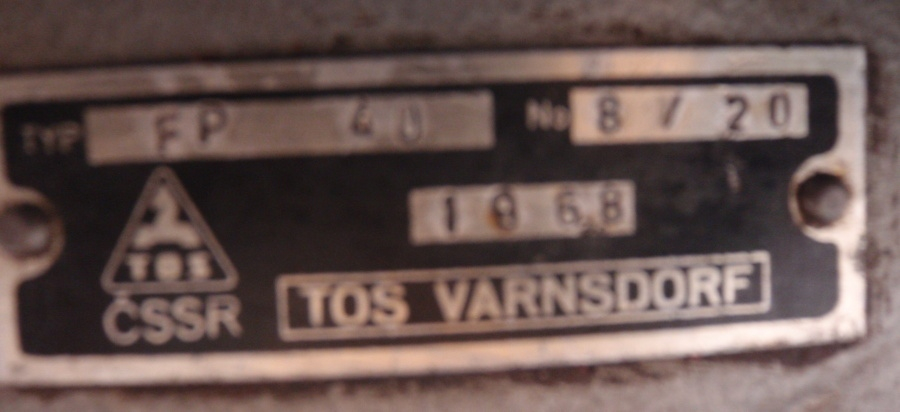 TYP FP 40 No 8 / 20
1968
TOS
ČSSR
TOS VARNSDORF